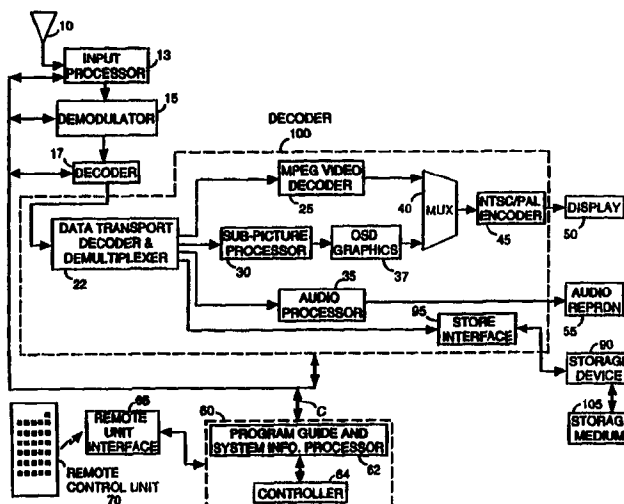 10
INPUT
PROCESSOR
13
DEMODULATOR
15
17
DECODER
DECODER
100
MPEG VIDEO
DECODER
25
40
MUX
NTSC/PAL
ENCODER
45
DISPLAY
50
DATA TRANSPORT
DECODER &
DEMULTIPLEXER
22
SUB-PICTURE
PROCESSOR
30
OSD
GRAPHICS
37
35
AUDIO
PROCESSOR
AUDIO
REPRDN
55
95
STORE
INTERFACE
90
STORAGE
DEVICE
105
STORAGE
MEDIUM
C
60
PROGRAM GUIDE AND
SYSTEM INFO. PROCESSOR
62
64
CONTROLLER
65
REMOTE
UNIT
INTERFACE
REMOTE
CONTROL UNIT
70